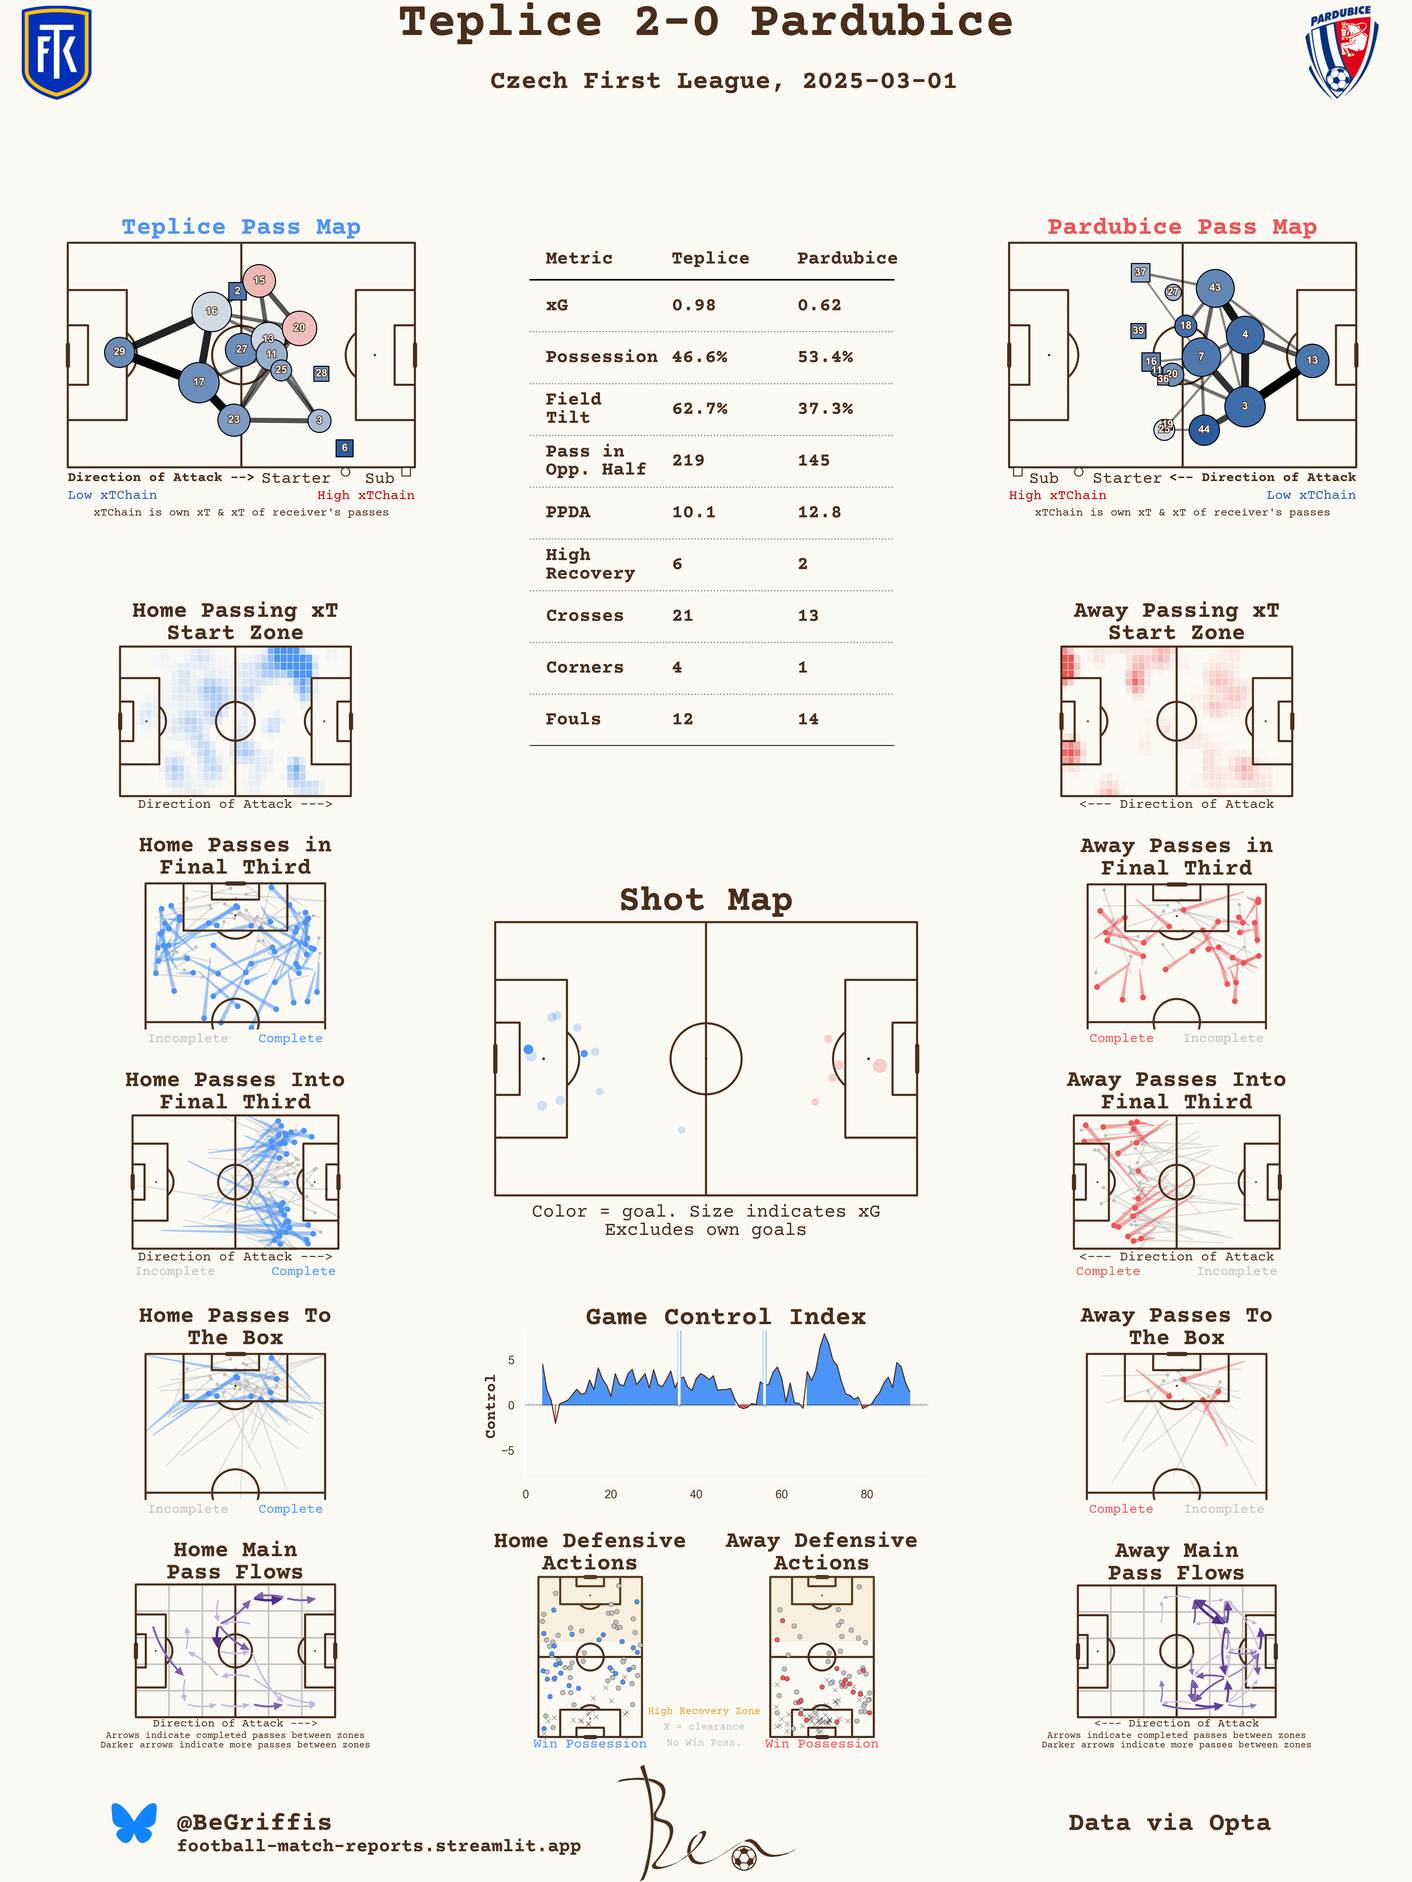 Teplice 2-0 Pardubice
Czech First League, 2025-03-01
FTK
PARDUBICE
Teplice Pass Map
15
2
16
20
13
29
27
11
25
28
17
23
3
6
Direction of Attack --> Starter Sub
Low xTChain High xTChain
xTChain is own xT & xT of receiver's passes
Metric Teplice Pardubice
xG 0.98 0.62
Possession 46.6% 53.4%
Field
Tilt 62.7% 37.3%
Pass in
Opp. Half 219 145
PPDA 10.1 12.8
High
Recovery 6 2
Crosses 21 13
Corners 4 1
Fouls 12 14
Pardubice Pass Map
37
27
43
39
18
4
16
7
13
11
20
36
3
19
25
44
Sub Starter <-- Direction of Attack
High xTChain Low xTChain
xTChain is own xT & xT of receiver's passes
Home Passing xT
Start Zone
Direction of Attack --->
Away Passing xT
Start Zone
<--- Direction of Attack
Home Passes in
Final Third
Incomplete Complete
Away Passes in
Final Third
Complete Incomplete
Shot Map
Color = goal. Size indicates xG
Excludes own goals
Home Passes Into
Final Third
Direction of Attack --->
Incomplete Complete
Away Passes Into
Final Third
<--- Direction of Attack
Complete Incomplete
Home Passes To
The Box
Incomplete Complete
Game Control Index
Control
5
0
−5
0 20 40 60 80
Away Passes To
The Box
Complete Incomplete
Home Main
Pass Flows
Direction of Attack --->
Arrows indicate completed passes between zones
Darker arrows indicate more passes between zones
Home Defensive
Actions
Win Possession
High Recovery Zone
X = clearance
No Win Poss.
Away Defensive
Actions
Win Possession
Away Main
Pass Flows
<--- Direction of Attack
Arrows indicate completed passes between zones
Darker arrows indicate more passes between zones
@BeGriffis
football-match-reports.streamlit.app
Ben
Data via Opta